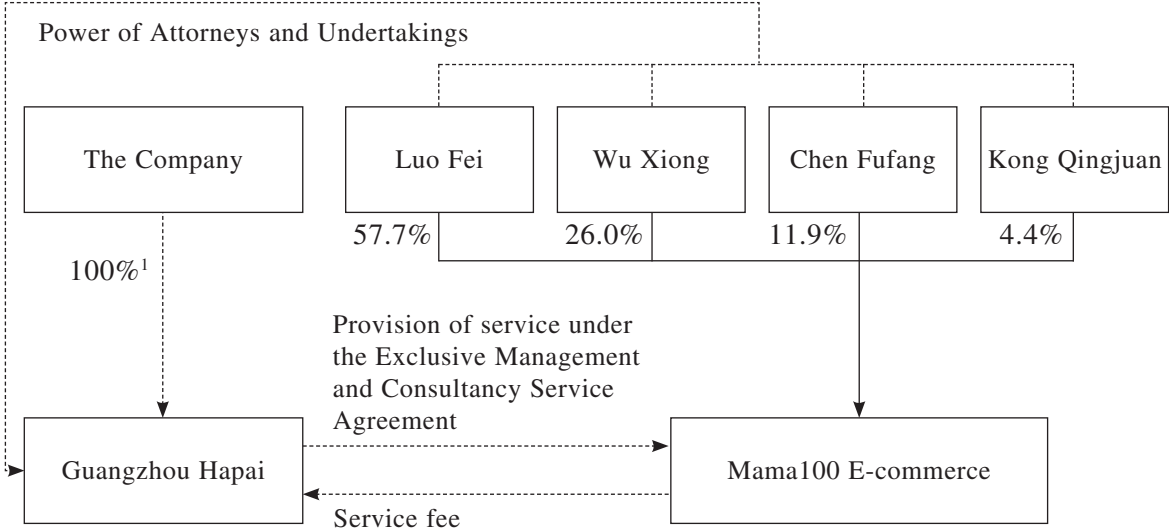 Power of Attorneys and Undertakings
The Company
Luo Fei
Wu Xiong
Chen Fufang
Kong Qingjuan
57.7%
26.0%
11.9%
4.4%
100%¹
Provision of service under
the Exclusive Management
and Consultancy Service
Agreement
Guangzhou Hapai
Mama100 E-commerce
Service fee